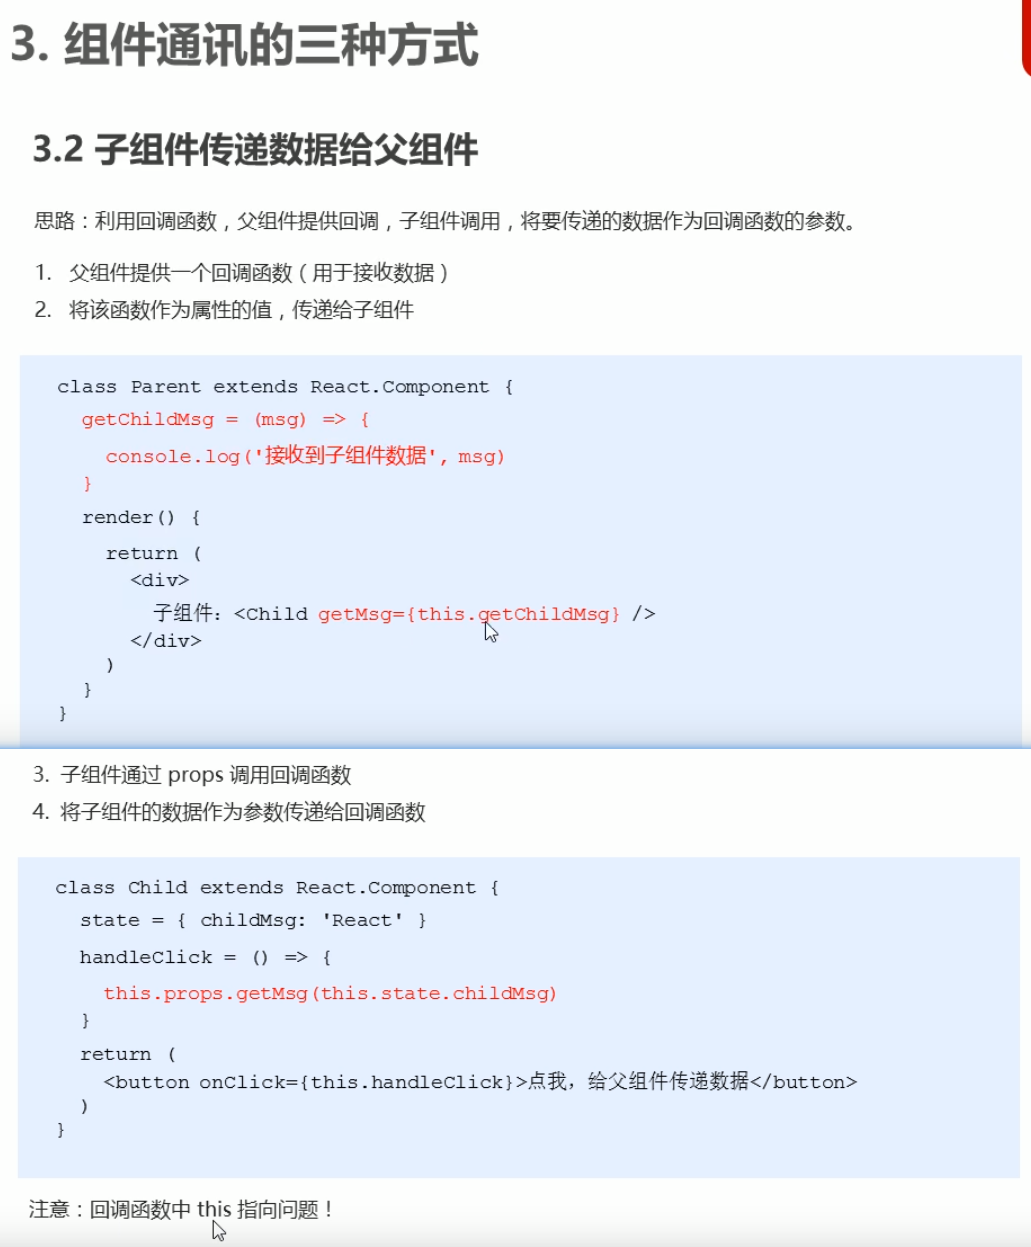 3. 组件通讯的三种方式
3.2 子组件传递数据给父组件
思路：利用回调函数，父组件提供回调，子组件调用，将要传递的数据作为回调函数的参数。
1. 父组件提供一个回调函数（用于接收数据）
2. 将该函数作为属性的值，传递给子组件
class Parent extends React.Component {
getChildMsg = (msg) => {
console.log('接收到子组件数据', msg)
}
render() {
return (
<div>
子组件：<Child getMsg={this.getChildMsg} />
</div>
)
}
}
3. 子组件通过 props 调用回调函数
4. 将子组件的数据作为参数传递给回调函数
class Child extends React.Component {
state = { childMsg: 'React' }
handleClick = () => {
this.props.getMsg(this.state.childMsg)
}
return (
<button onClick={this.handleClick}>点我，给父组件传递数据</button>
)
}
注意：回调函数中 this 指向问题！